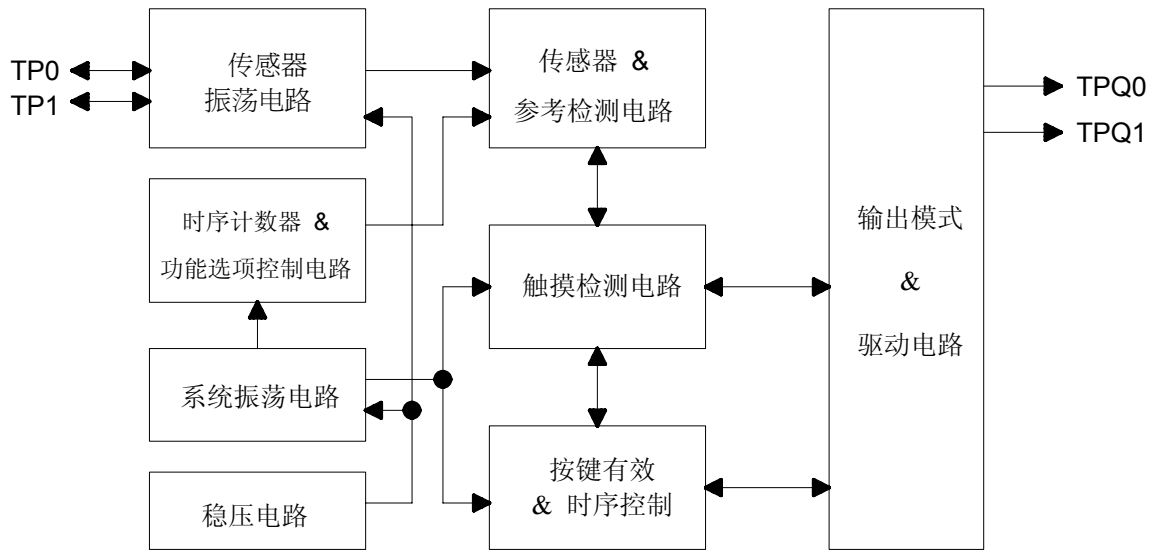 TP0
TP1
传感器
振荡电路
传感器 &
参考检测电路
TPQ0
TPQ1
时序计数器 &
功能选项控制电路
触摸检测电路
输出模式
&
驱动电路
系统振荡电路
按键有效
& 时序控制
稳压电路